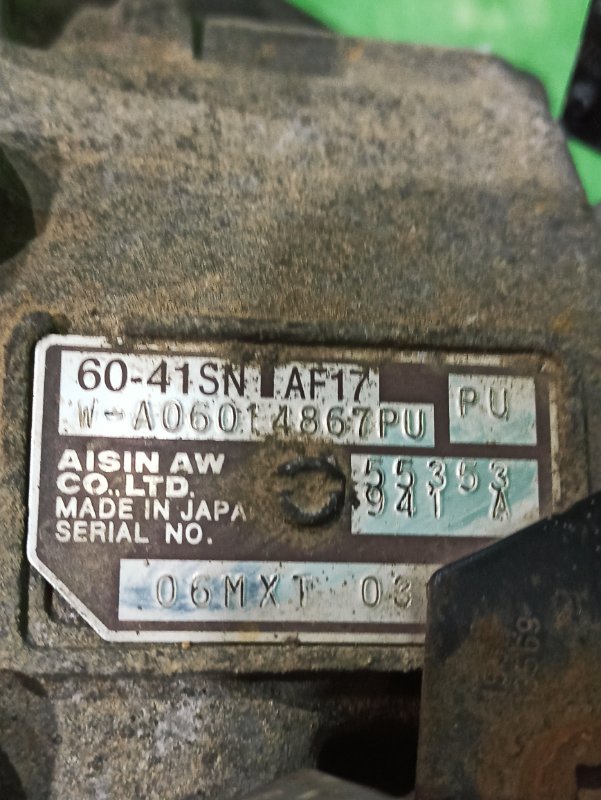 60-41SN AF17
W-A06014867PU PU
AISIN AW
CO.,LTD.
MADE IN JAPA
SERIAL NO.
55353
941 A
06MXT 03